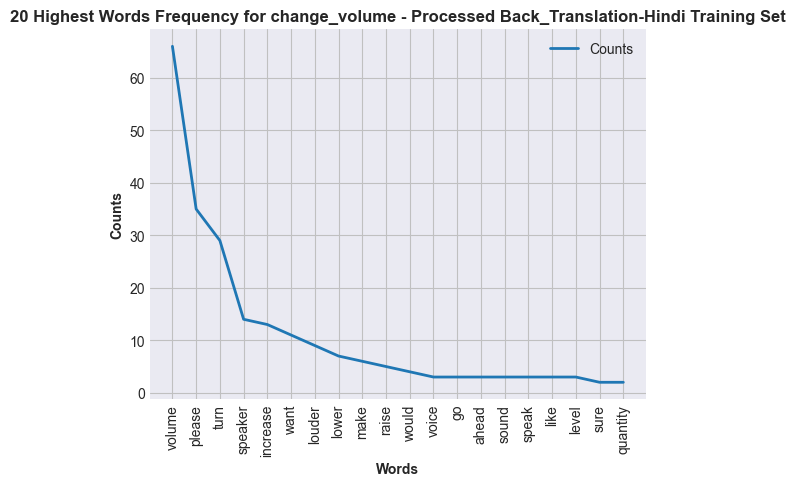 20 Highest Words Frequency for change_volume - Processed Back_Translation-Hindi Training Set
Counts
60
50
40
30
20
10
0
Counts
volume
please
turn
speaker
increase
want
louder
lower
make
raise
would
voice
go
ahead
sound
speak
like
level
sure
quantity
Words